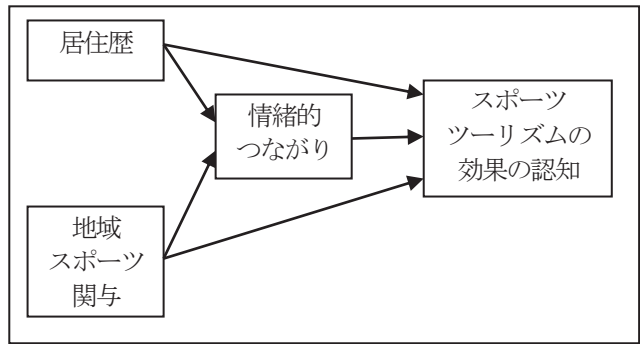 居住歴
情緒的
つながり
スポーツ
ツーリズムの
効果の認知
地域
スポーツ
関与